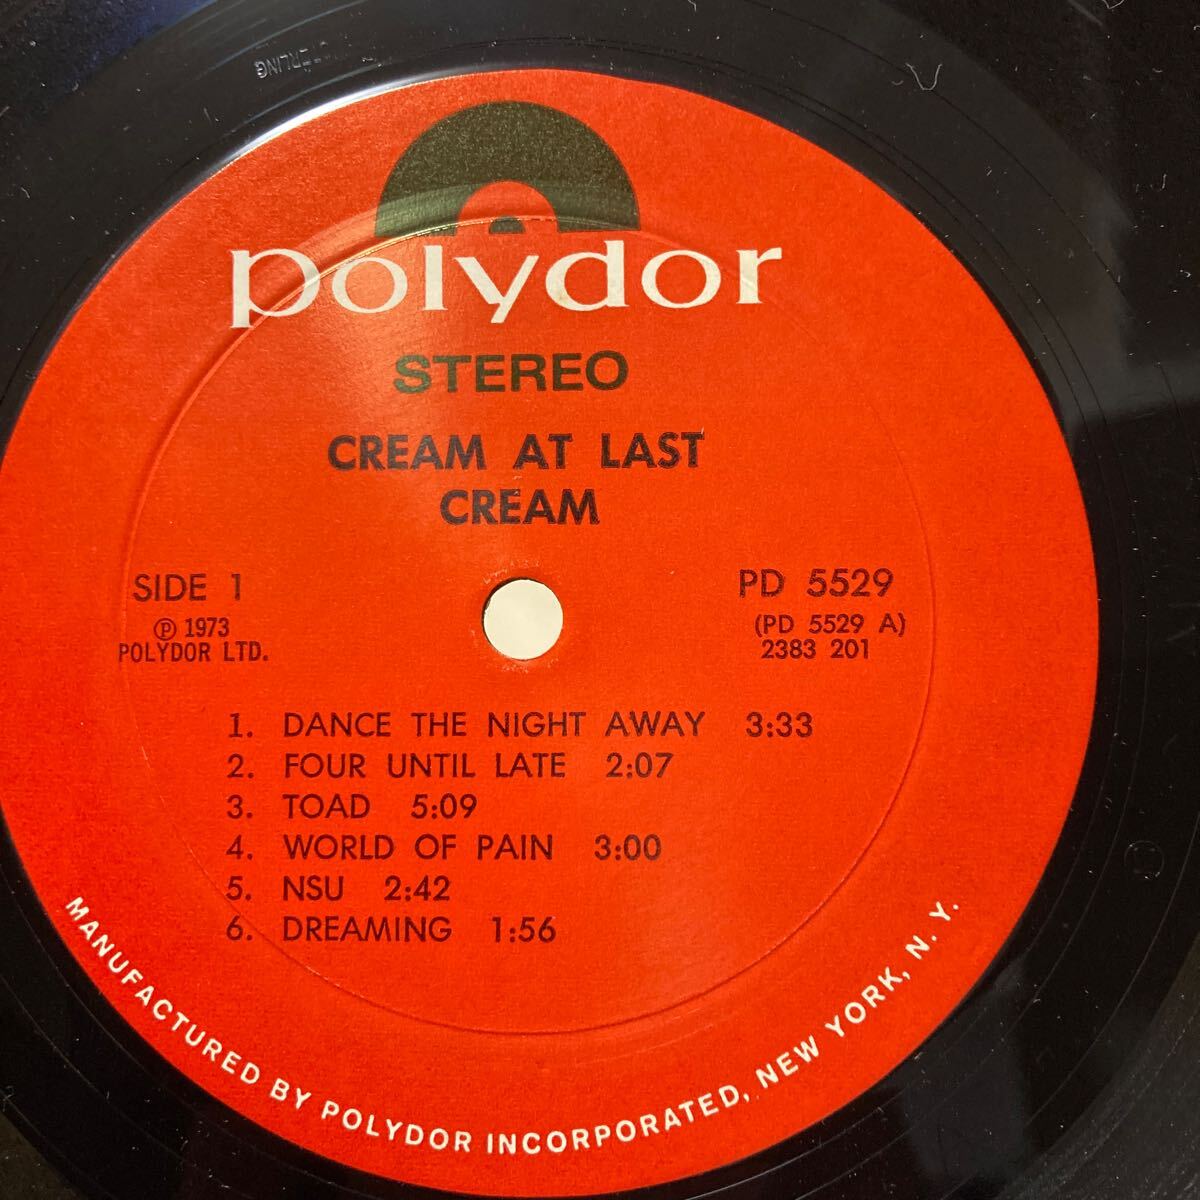 STERLING
polydor
STEREO
CREAM AT LAST
CREAM
SIDE 1
℗ 1973
POLYDOR LTD.
PD 5529
(PD 5529 A)
2383 201
1. DANCE THE NIGHT AWAY 3:33
2. FOUR UNTIL LATE 2:07
3. TOAD 5:09
4. WORLD OF PAIN 3:00
5. NSU 2:42
6. DREAMING 1:56
MANUFACTURED BY POLYDOR INCORPORATED, NEW YORK, N. Y.